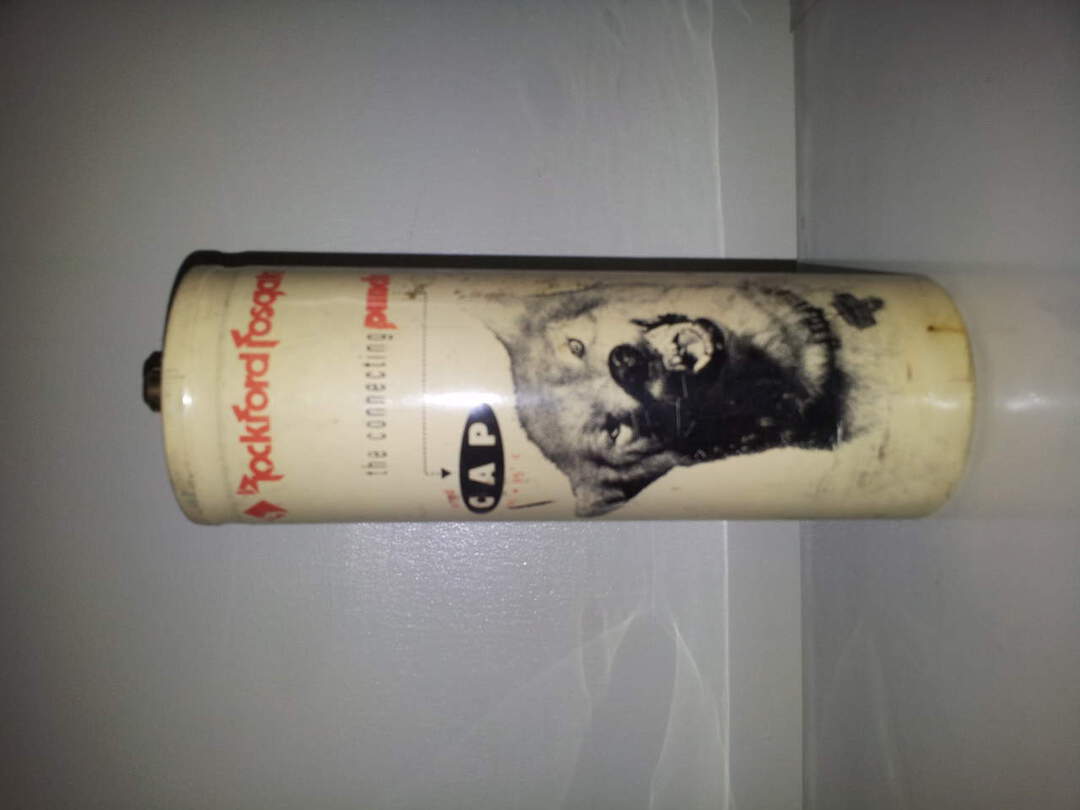 Rockford Fosgate
the connecting punch
CAP